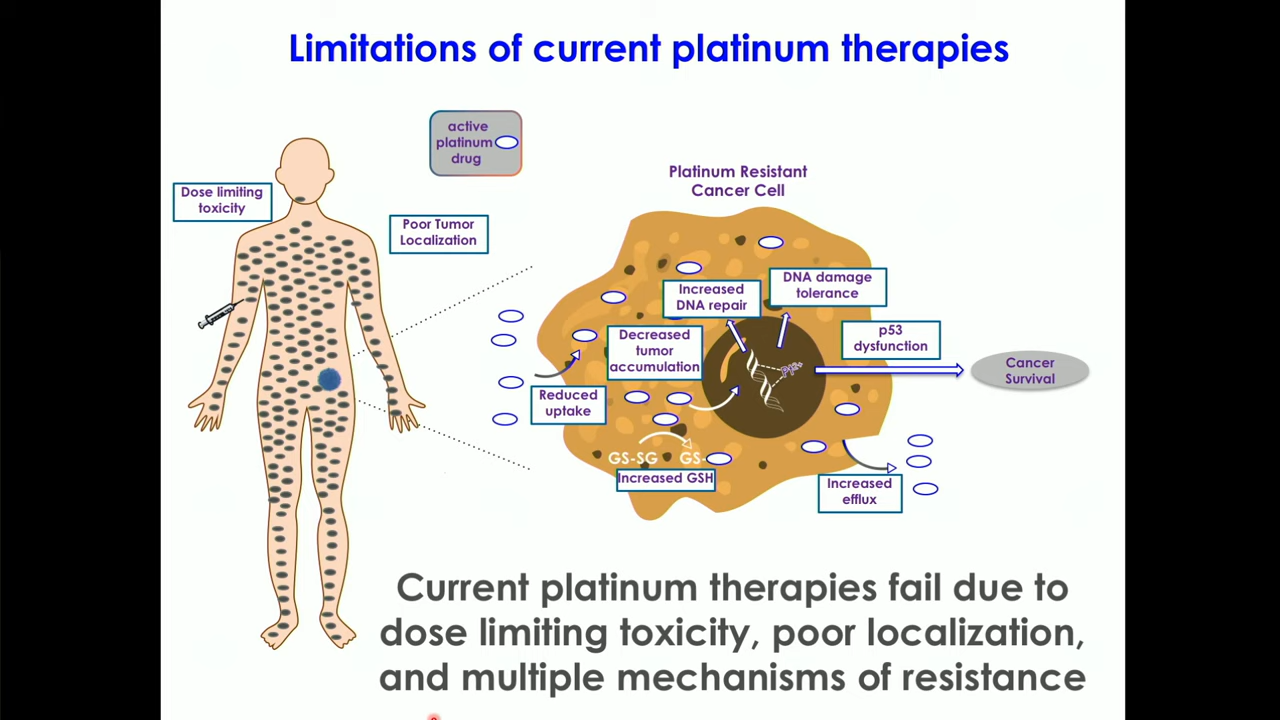 Limitations of current platinum therapies
active
platinum
drug
Dose limiting
toxicity
Poor Tumor
Localization
Platinum Resistant
Cancer Cell
Increased
DNA repair
DNA damage
tolerance
Decreased
tumor
accumulation
p53
dysfunction
Cancer
Survival
Reduced
uptake
GS-SG GS-
Increased GSH
Increased
efflux
Current platinum therapies fail due to
dose limiting toxicity, poor localization,
and multiple mechanisms of resistance